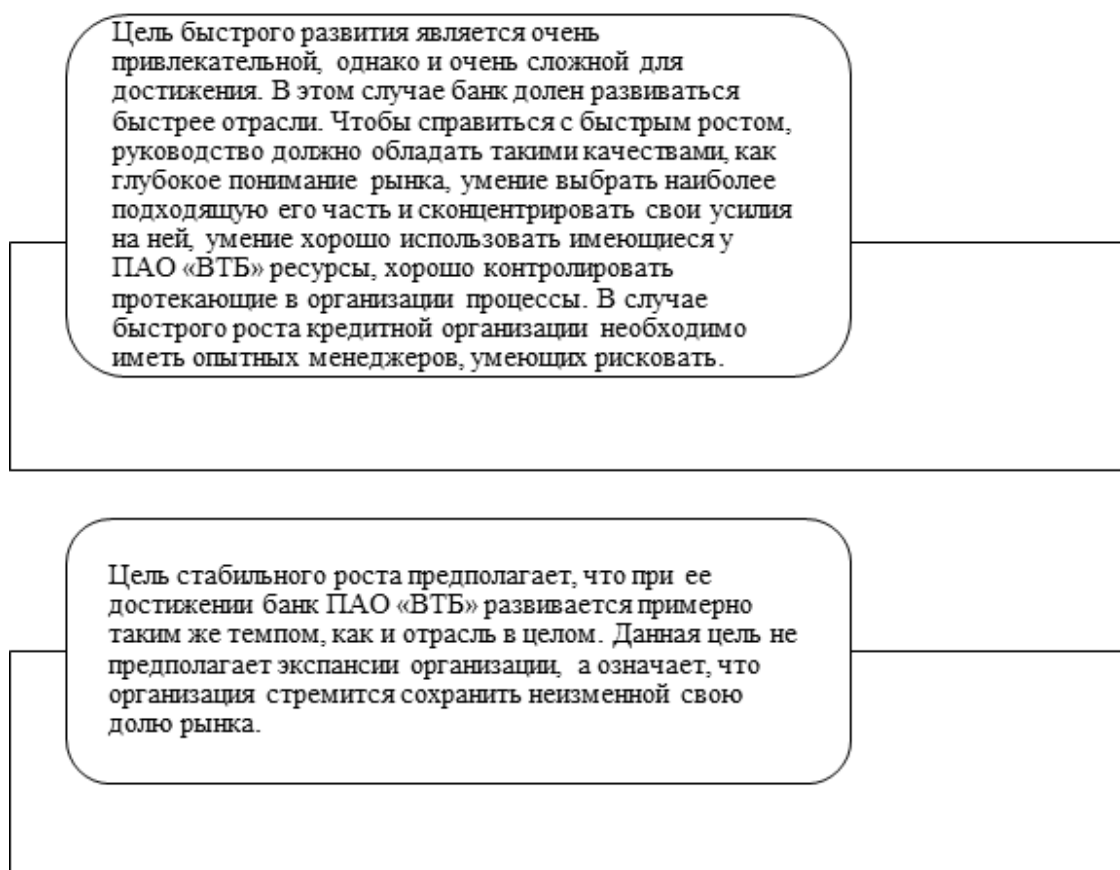 Цель быстрого развития является очень
привлекательной, однако и очень сложной для
достижения. В этом случае банк долен развиваться
быстрее отрасли. Чтобы справиться с быстрым ростом,
руководство должно обладать такими качествами, как
глубокое понимание рынка, умение выбрать наиболее
подходящую его часть и сконцентрировать свои усилия
на ней, умение хорошо использовать имеющиеся у
ПАО «ВТБ» ресурсы, хорошо контролировать
протекающие в организации процессы. В случае
быстрого роста кредитной организации необходимо
иметь опытных менеджеров, умеющих рисковать.
Цель стабильного роста предполагает, что при ее
достижении банк ПАО «ВТБ» развивается примерно
таким же темпом, как и отрасль в целом. Данная цель не
предполагает экспансии организации, а означает, что
организация стремится сохранить неизменной свою
долю рынка.